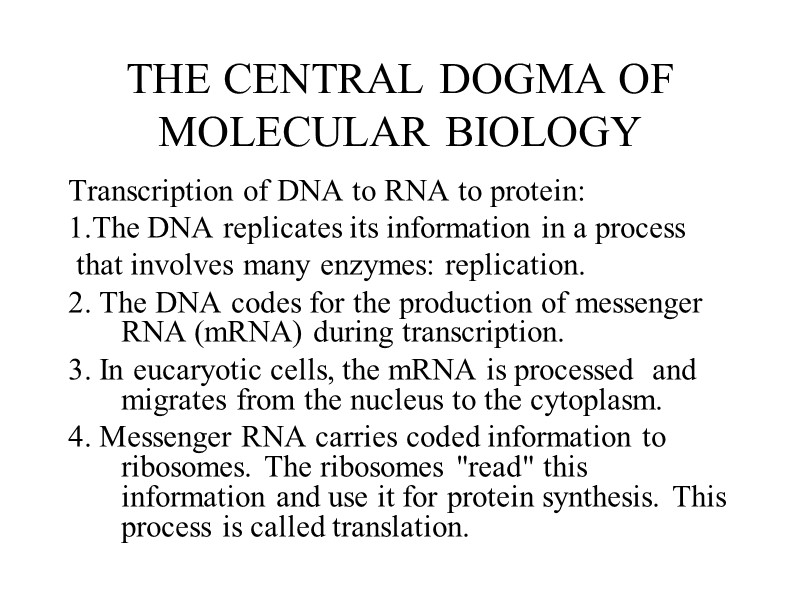 THE CENTRAL DOGMA OF
MOLECULAR BIOLOGY
Transcription of DNA to RNA to protein:
1.The DNA replicates its information in a process
that involves many enzymes: replication.
2. The DNA codes for the production of messenger
RNA (mRNA) during transcription.
3. In eucaryotic cells, the mRNA is processed  and
migrates from the nucleus to the cytoplasm.
4. Messenger RNA carries coded information to
ribosomes.  The ribosomes "read" this
information and use it for protein synthesis.  This
process is called translation.